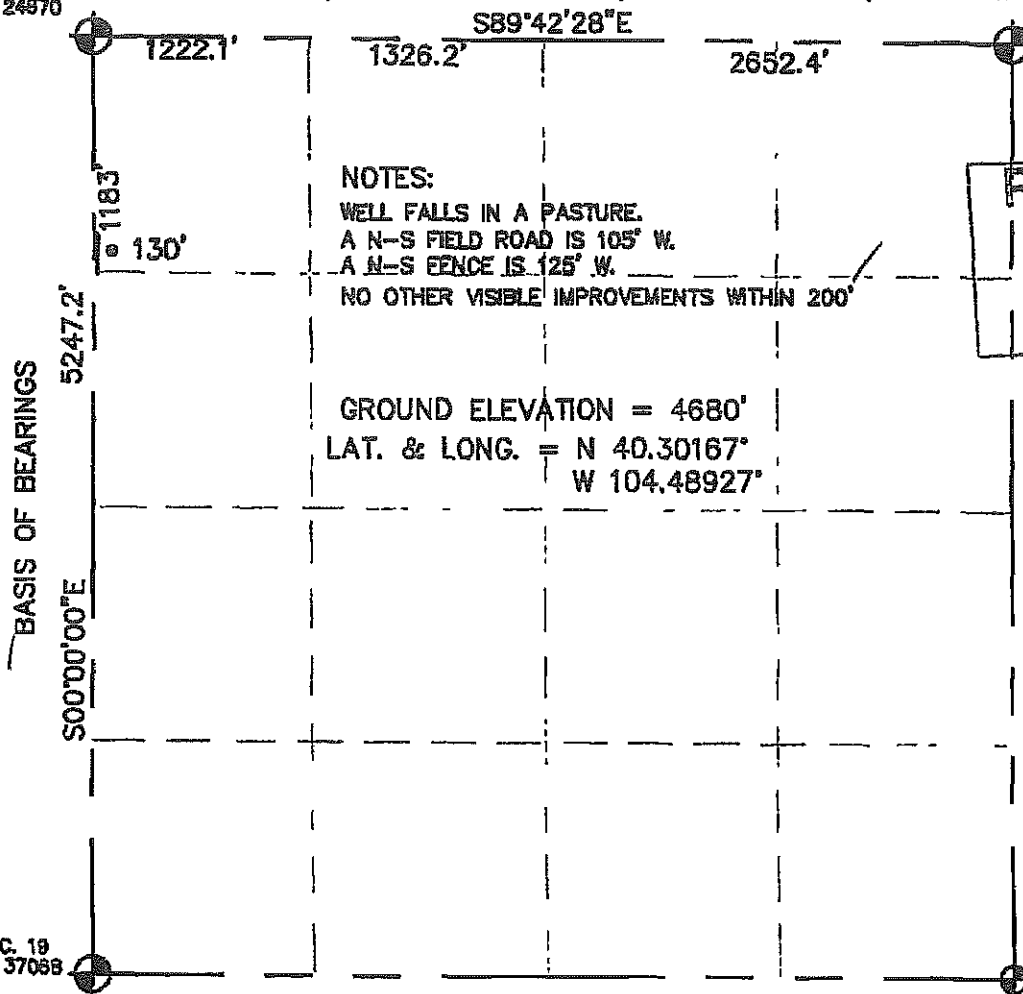 24970
S89°42'28"E
1222.1'
1326.2'
2652.4'
1183'
130'
NOTES:
WELL FALLS IN A PASTURE.
A N-S FIELD ROAD IS 105' W.
A N-S FENCE IS 125' W.
NO OTHER VISIBLE IMPROVEMENTS WITHIN 200'
5247.2'
GROUND ELEVATION = 4680'
LAT. & LONG. = N 40.30167°
W 104.48927°
BASIS OF BEARINGS
S00°00'00"E
C. 19
37068